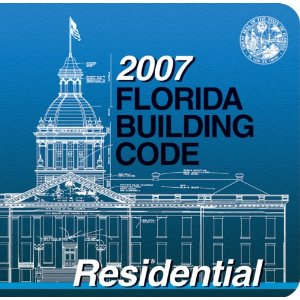 2007
FLORIDA
BUILDING
CODE
Residential